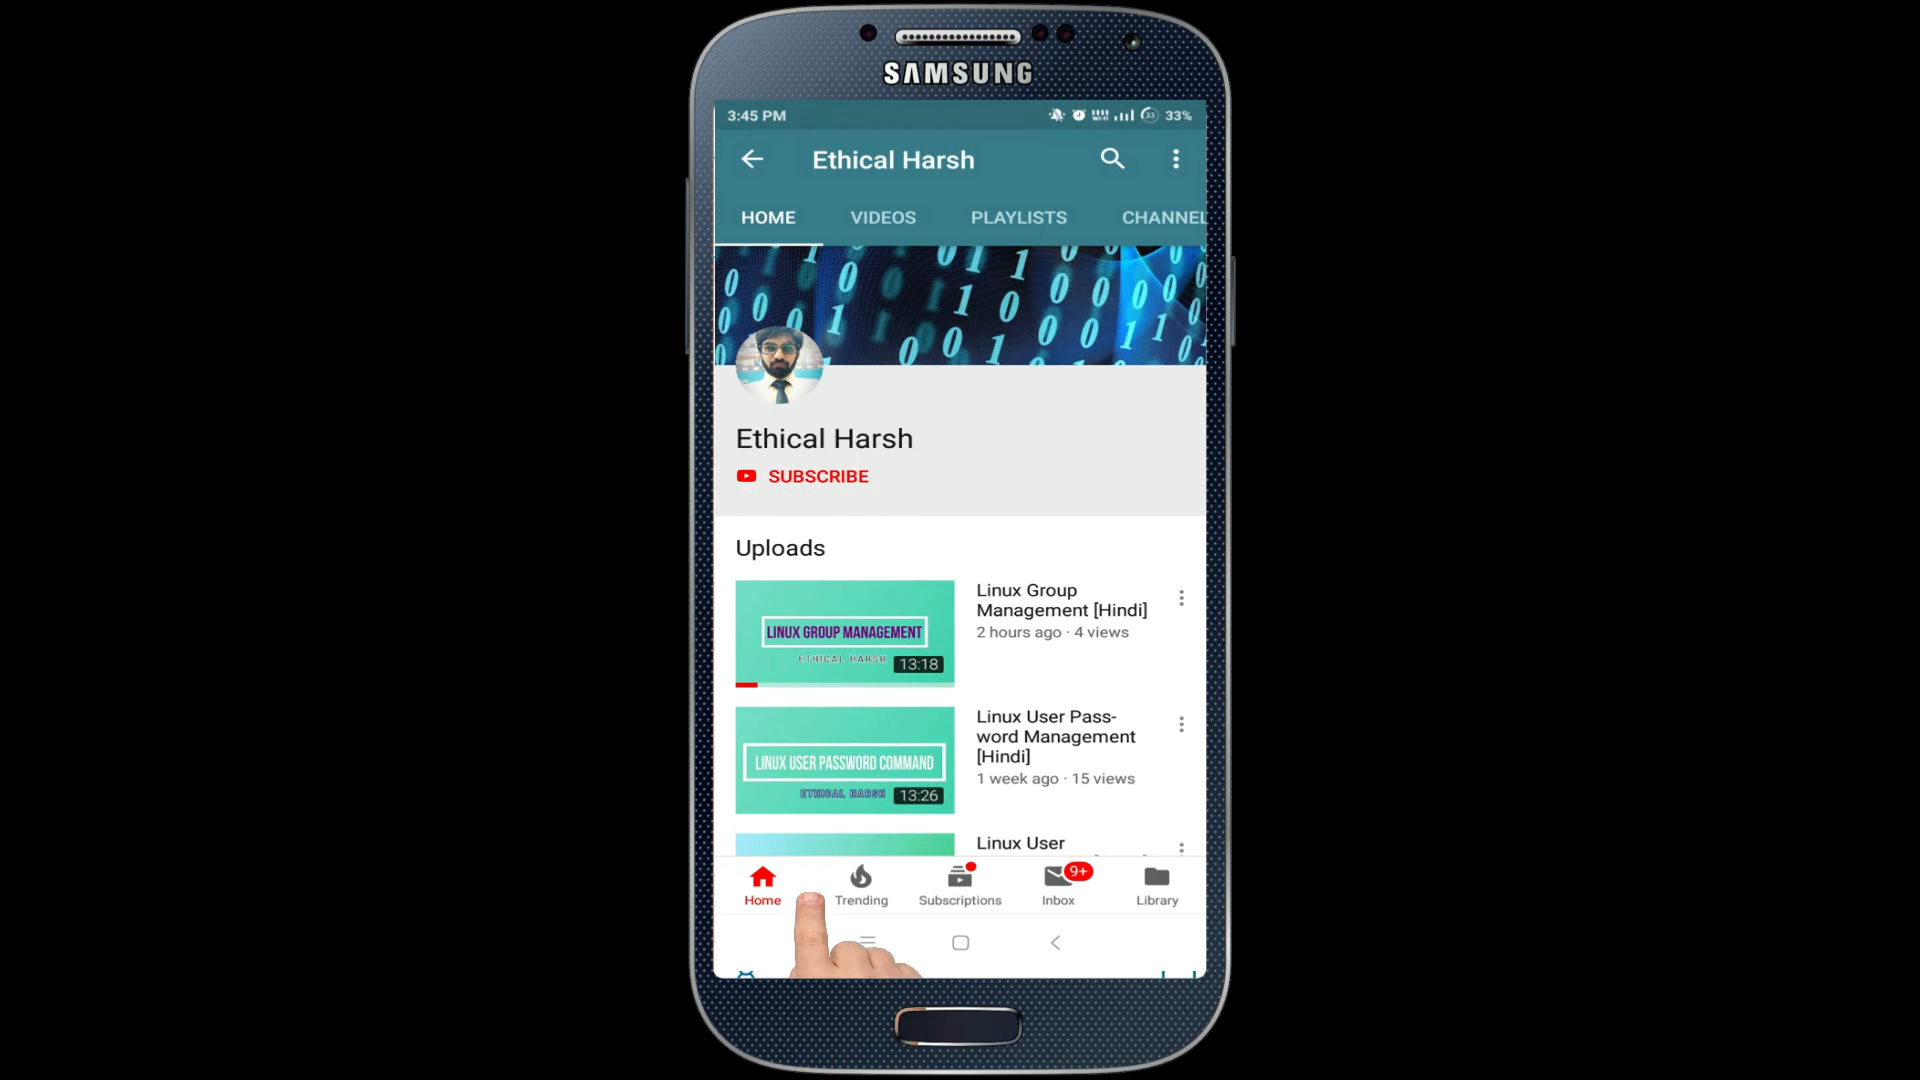 SAMSUNG
3:45 PM
33 33%
Ethical Harsh
HOME VIDEOS PLAYLISTS CHANNEL
Ethical Harsh
SUBSCRIBE
Uploads
LINUX GROUP MANAGEMENT
ETHICAL HARSH
13:18
Linux Group
Management [Hindi]
2 hours ago · 4 views
LINUX USER PASSWORD COMMAND
ETHICAL HARSH
13:26
Linux User Pass-
word Management
[Hindi]
1 week ago · 15 views
Linux User
9+
Home Trending Subscriptions Inbox Library